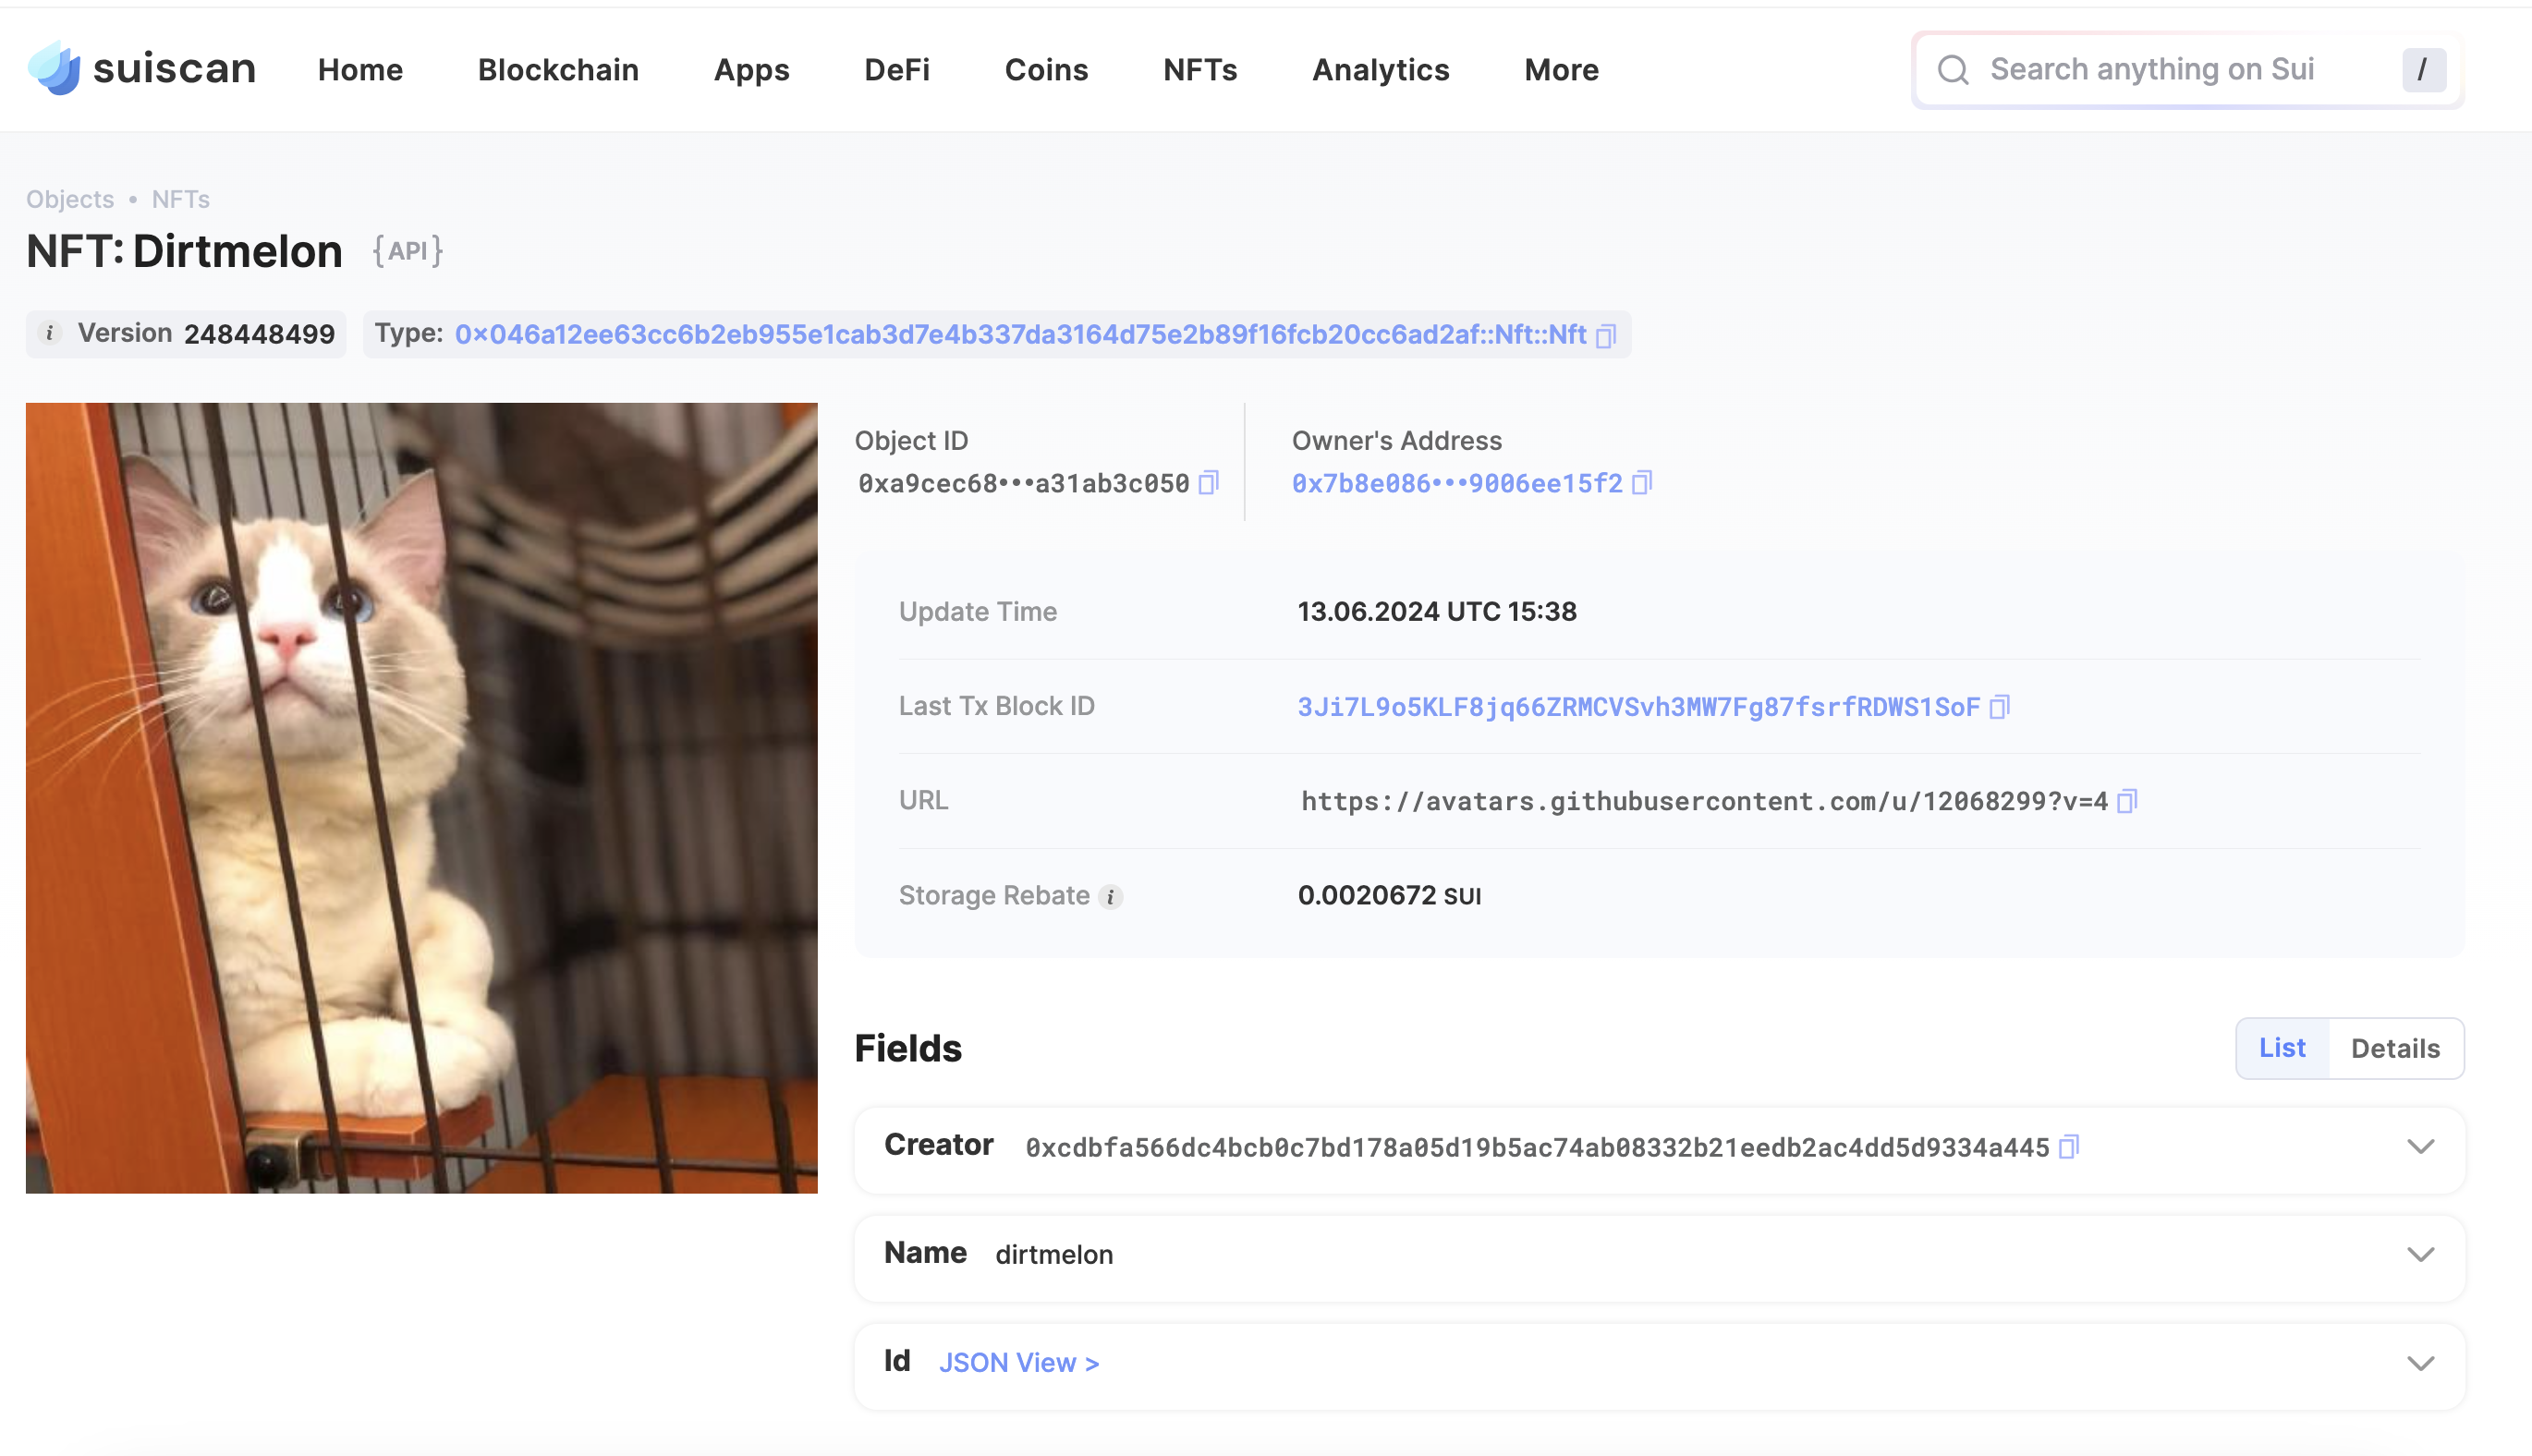 suiscan Home Blockchain Apps DeFi Coins NFTs Analytics More Search anything on Sui /
Objects • NFTs
NFT: Dirtmelon {API}
i Version 248448499 Type: 0x046a12ee63cc6b2eb955e1cab3d7e4b337da3164d75e2b89f16fcb20cc6ad2af::Nft::Nft
Object ID
0xa9cec68•••a31ab3c050
Owner's Address
0x7b8e086•••9006ee15f2
Update Time 13.06.2024 UTC 15:38
Last Tx Block ID 3Ji7L9o5KLF8jq66ZRMCVSvh3MW7Fg87fsrfRDWS1SoF
URL https://avatars.githubusercontent.com/u/12068299?v=4
Storage Rebate i 0.0020672 SUI
Fields List Details
Creator 0xcdbfa566dc4bcb0c7bd178a05d19b5ac74ab08332b21eedb2ac4dd5d9334a445
Name dirtmelon
Id JSON View >